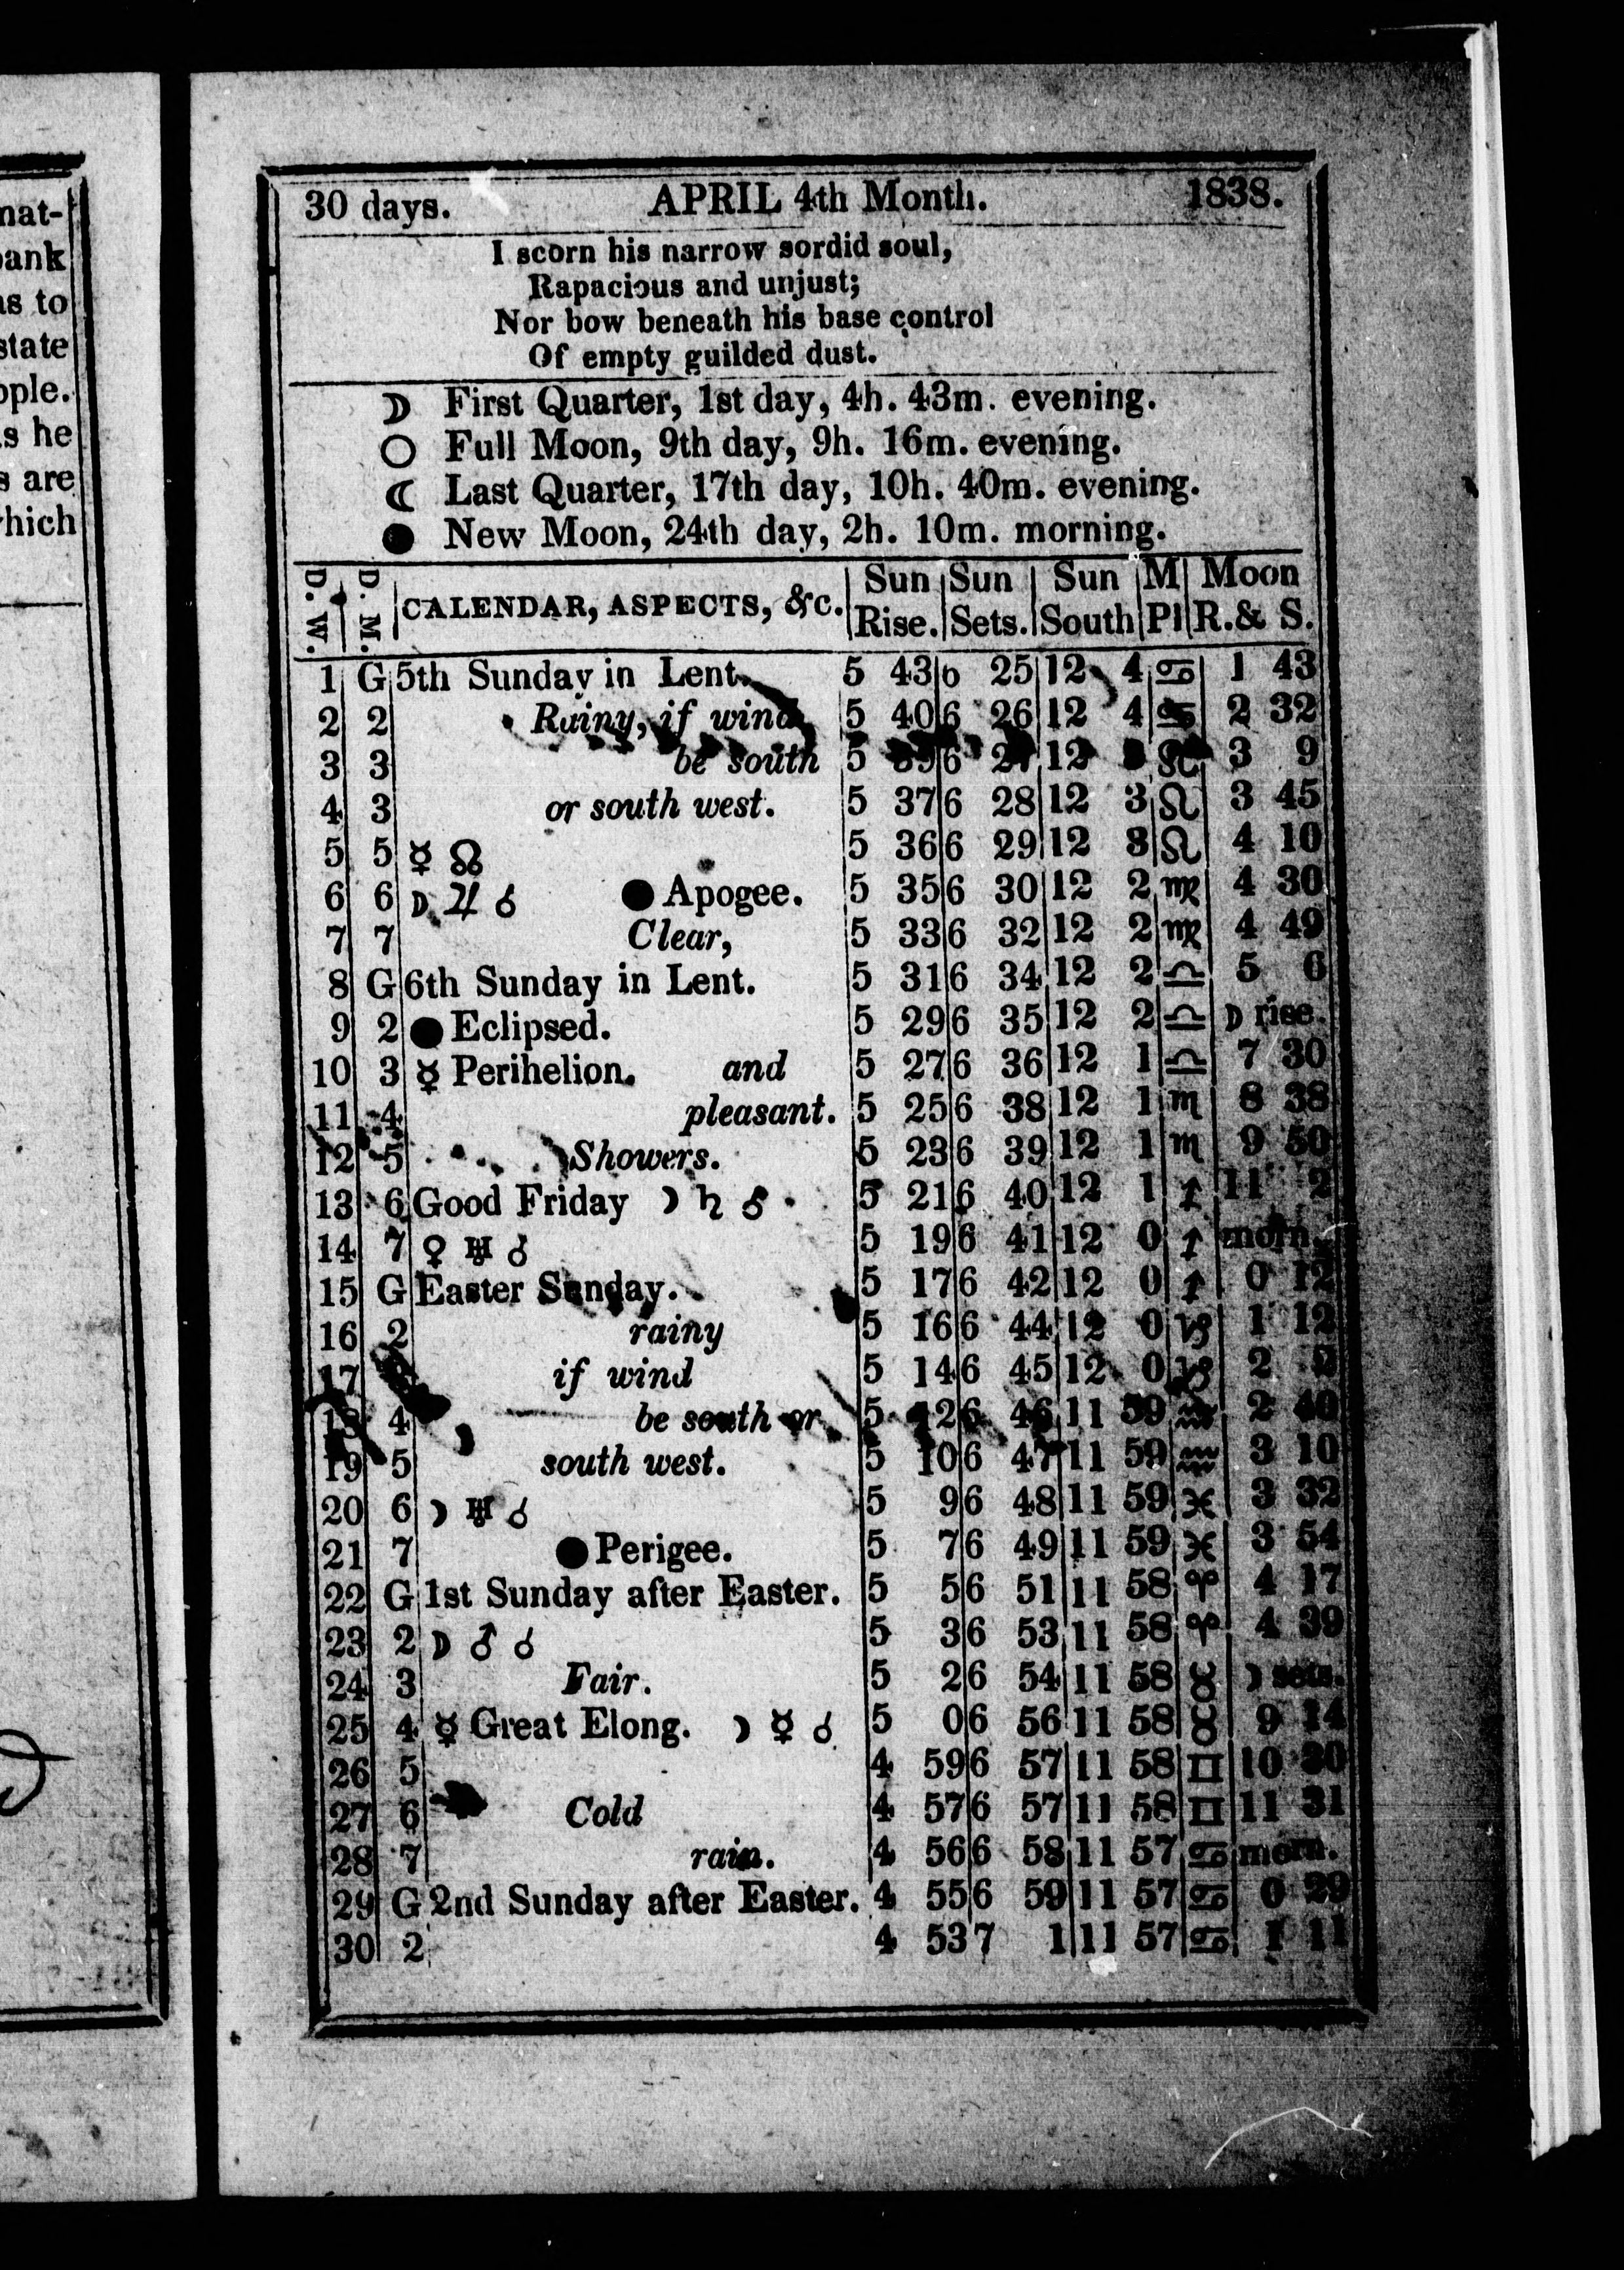 nat-
bank
as to
state
ople.
s he
s are
which
30 days. APRIL 4th Month. 1838.
I scorn his narrow sordid soul,
Rapacious and unjust;
Nor bow beneath his base control
Of empty guilded dust.
☽ First Quarter, 1st day, 4h. 43m. evening.
○ Full Moon, 9th day, 9h. 16m. evening.
☾ Last Quarter, 17th day, 10h. 40m. evening.
● New Moon, 24th day, 2h. 10m. morning.
D. W. D. M. CALENDAR, ASPECTS, &c. Sun Rise. Sun Sets. Sun South M Pl Moon R. & S.
1 G 5th Sunday in Lent. 5 43 6 25 12 4 ♋ 1 43
2 2 Rainy, if wind 5 40 6 26 12 4 ♋ 2 32
3 3 be south 5 6 12 ♌ 3 9
4 3 or south west. 5 37 6 28 12 3 ♌ 3 45
5 5 ☿ ☊ 5 36 6 29 12 3 ♌ 4 10
6 6 ☽ ♃ ☌ ● Apogee. 5 35 6 30 12 2 ♍ 4 30
7 7 Clear, 5 33 6 32 12 2 ♍ 4 49
8 G 6th Sunday in Lent. 5 31 6 34 12 2 ♎ 5 6
9 2 ● Eclipsed. 5 29 6 35 12 2 ♎ ☽ rise.
10 3 ☿ Perihelion. and 5 27 6 36 12 1 ♎ 7 30
11 4 pleasant. 5 25 6 38 12 1 ♏ 8 38
12 5 Showers. 5 23 6 39 12 1 ♏ 9 50
13 6 Good Friday ☽ ♄ ☌ 5 21 6 40 12 1 ♐ 11 2
14 7 ♀ ♅ ☌ 5 19 6 41 12 0 ♐ morn.
15 G Easter Sunday. 5 17 6 42 12 0 ♐ 0 12
16 2 rainy 5 16 6 44 12 0 ♑ 1 12
17 if wind 5 14 6 45 12 0 ♑ 2
18 4 be south or 5 12 6 46 11 59 ♒ 2 40
19 5 south west. 5 10 6 47 11 59 ♒ 3 10
20 6 ☽ ♅ ☌ 5 9 6 48 11 59 ♓ 3 32
21 7 ● Perigee. 5 7 6 49 11 59 ♓ 3 54
22 G 1st Sunday after Easter. 5 5 6 51 11 58 ♈ 4 17
23 2 ☽ ♂ ☌ 5 3 6 53 11 58 ♈ 4 39
24 3 Fair. 5 2 6 54 11 58 ♉ ☽ sets.
25 4 ☿ Great Elong. ☽ ☿ ☌ 5 0 6 56 11 58 ♉ 9 14
26 5 4 59 6 57 11 58 ♊ 10 30
27 6 Cold 4 57 6 57 11 58 ♊ 11 31
28 7 rain. 4 56 6 58 11 57 ♋ morn.
29 G 2nd Sunday after Easter. 4 55 6 59 11 57 ♋ 0 29
30 2 4 53 7 1 11 57 ♋ 1 11